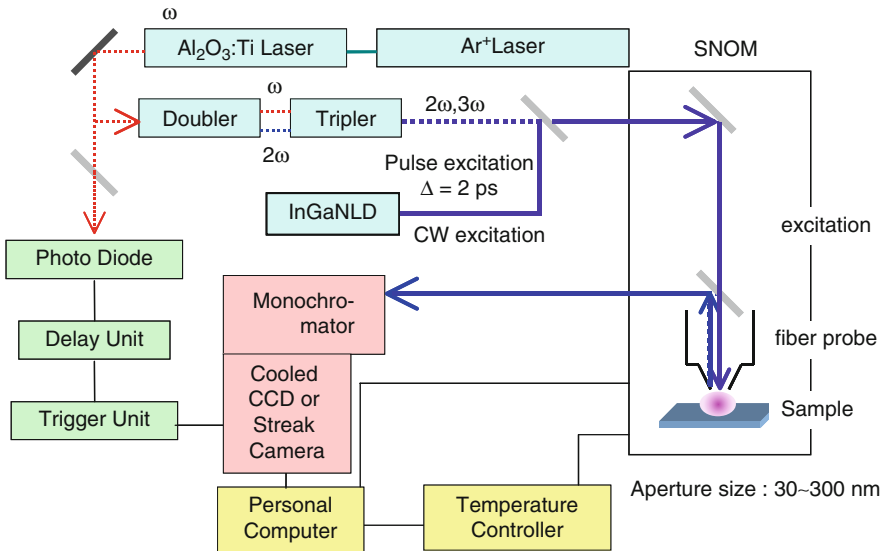 ω
Al₂O₃:Ti Laser
Ar⁺Laser
SNOM
Doubler
ω
2ω
Tripler
2ω,3ω
Pulse excitation
Δ = 2 ps
InGaNLD
CW excitation
excitation
Photo Diode
Delay Unit
Trigger Unit
Monochro-
mator
Cooled
CCD or
Streak
Camera
fiber probe
Sample
Personal
Computer
Temperature
Controller
Aperture size : 30~300 nm